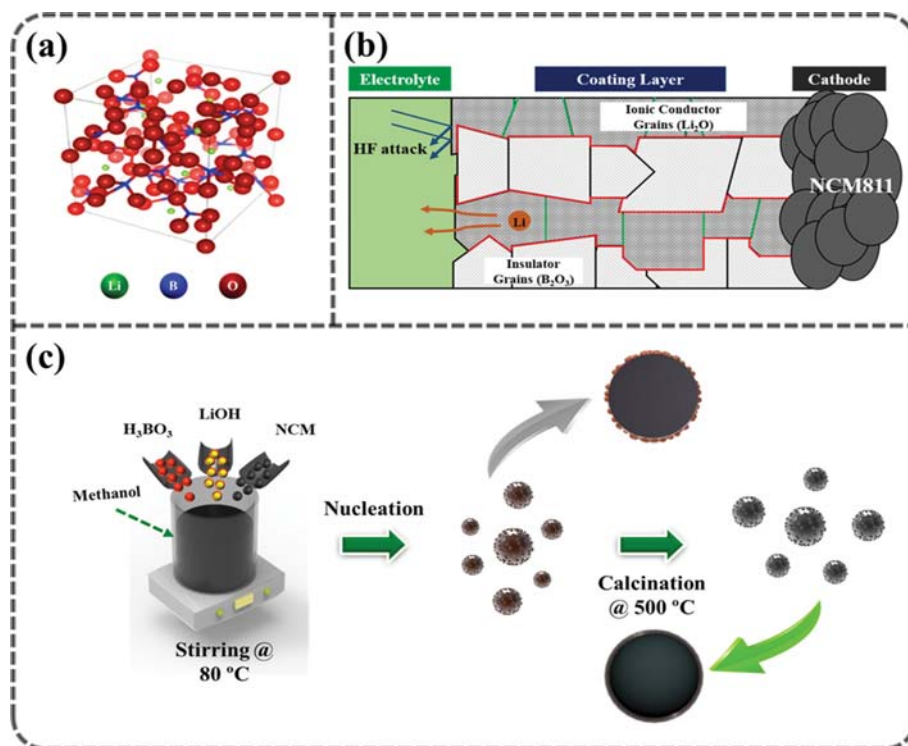 (a)
Li B O
(b)
Electrolyte
Coating Layer
Cathode
Ionic Conductor
Grains (Li₂O)
HF attack
NCM811
Li
Insulator
Grains (B₂O₃)
(c)
H₃BO₃
LiOH
NCM
Methanol
Stirring @
80 ºC
Nucleation
Calcination
@ 500 ºC